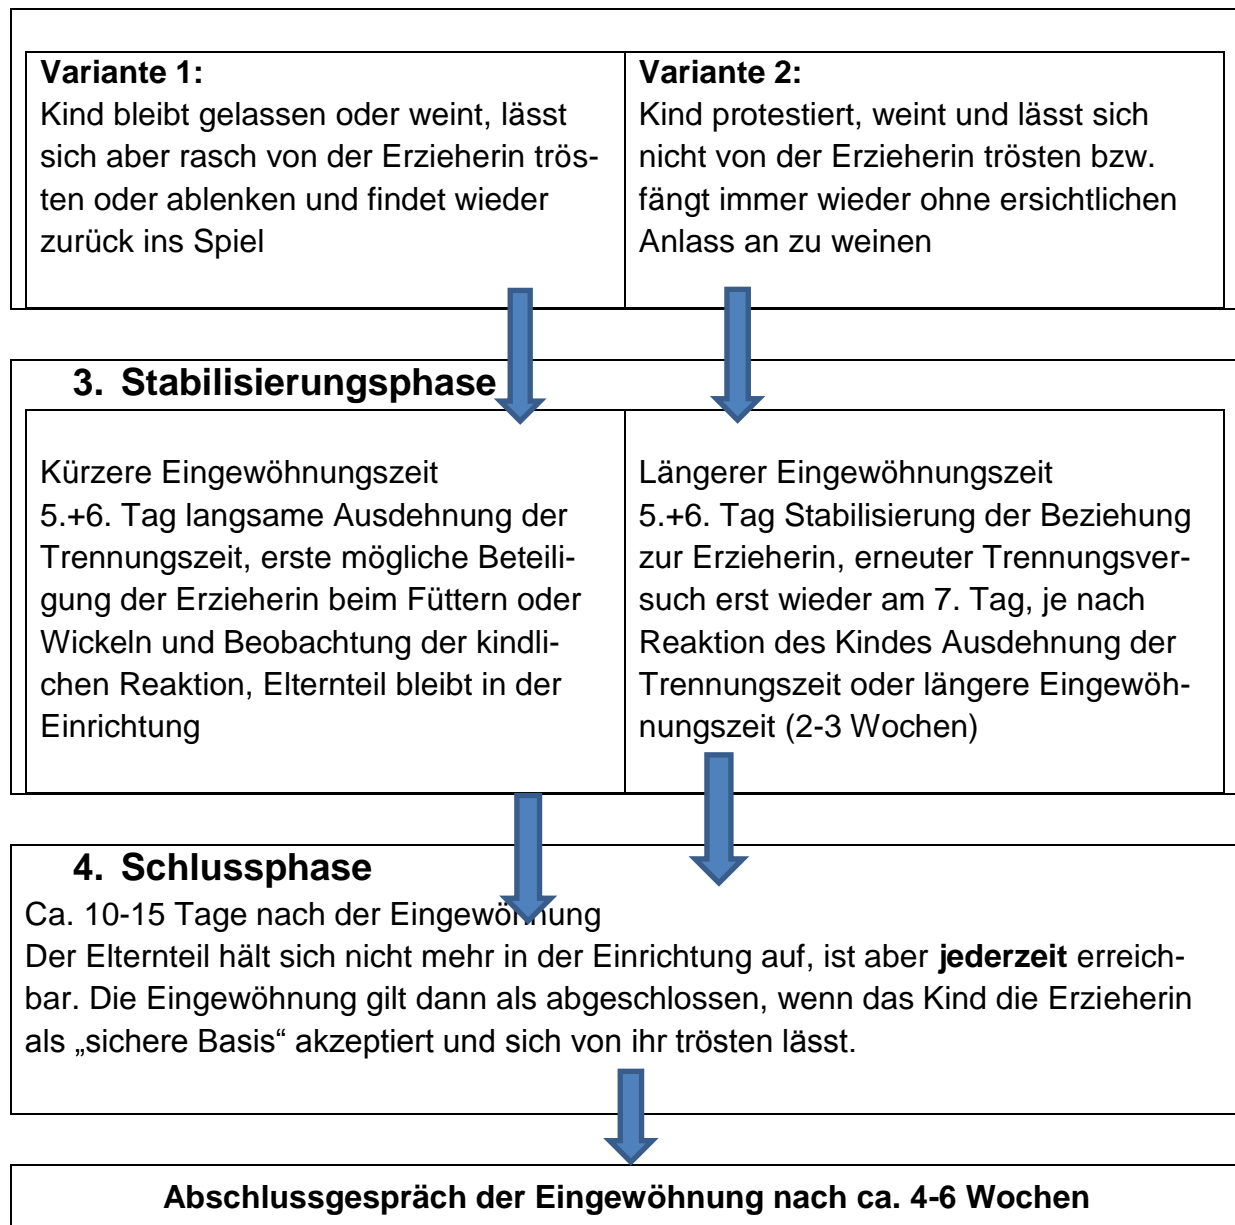 Variante 1:
Kind bleibt gelassen oder weint, lässt
sich aber rasch von der Erzieherin trös-
ten oder ablenken und findet wieder
zurück ins Spiel
Variante 2:
Kind protestiert, weint und lässt sich
nicht von der Erzieherin trösten bzw.
fängt immer wieder ohne ersichtlichen
Anlass an zu weinen
3. Stabilisierungsphase
Kürzere Eingewöhnungszeit
5.+6. Tag langsame Ausdehnung der
Trennungszeit, erste mögliche Beteili-
gung der Erzieherin beim Füttern oder
Wickeln und Beobachtung der kindli-
chen Reaktion, Elternteil bleibt in der
Einrichtung
Längerer Eingewöhnungszeit
5.+6. Tag Stabilisierung der Beziehung
zur Erzieherin, erneuter Trennungsver-
such erst wieder am 7. Tag, je nach
Reaktion des Kindes Ausdehnung der
Trennungszeit oder längere Eingewöh-
nungszeit (2-3 Wochen)
4. Schlussphase
Ca. 10-15 Tage nach der Eingewöhnung
Der Elternteil hält sich nicht mehr in der Einrichtung auf, ist aber jederzeit erreich-
bar. Die Eingewöhnung gilt dann als abgeschlossen, wenn das Kind die Erzieherin
als „sichere Basis“ akzeptiert und sich von ihr trösten lässt.
Abschlussgespräch der Eingewöhnung nach ca. 4-6 Wochen